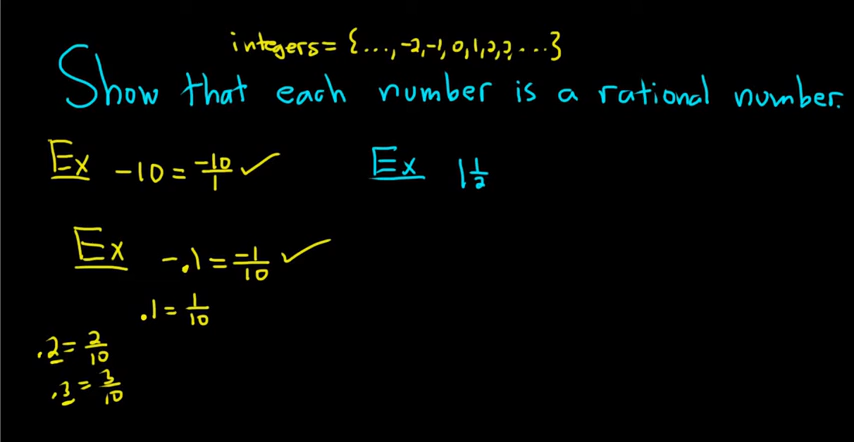 integers = {..., -2, -1, 0, 1, 2, 3, ...}
Show that each number is a rational number.
Ex -10 = -10/1 ✓
Ex 1 1/2
Ex -.1 = -1/10 ✓
.1 = 1/10
.2 = 2/10
.3 = 3/10